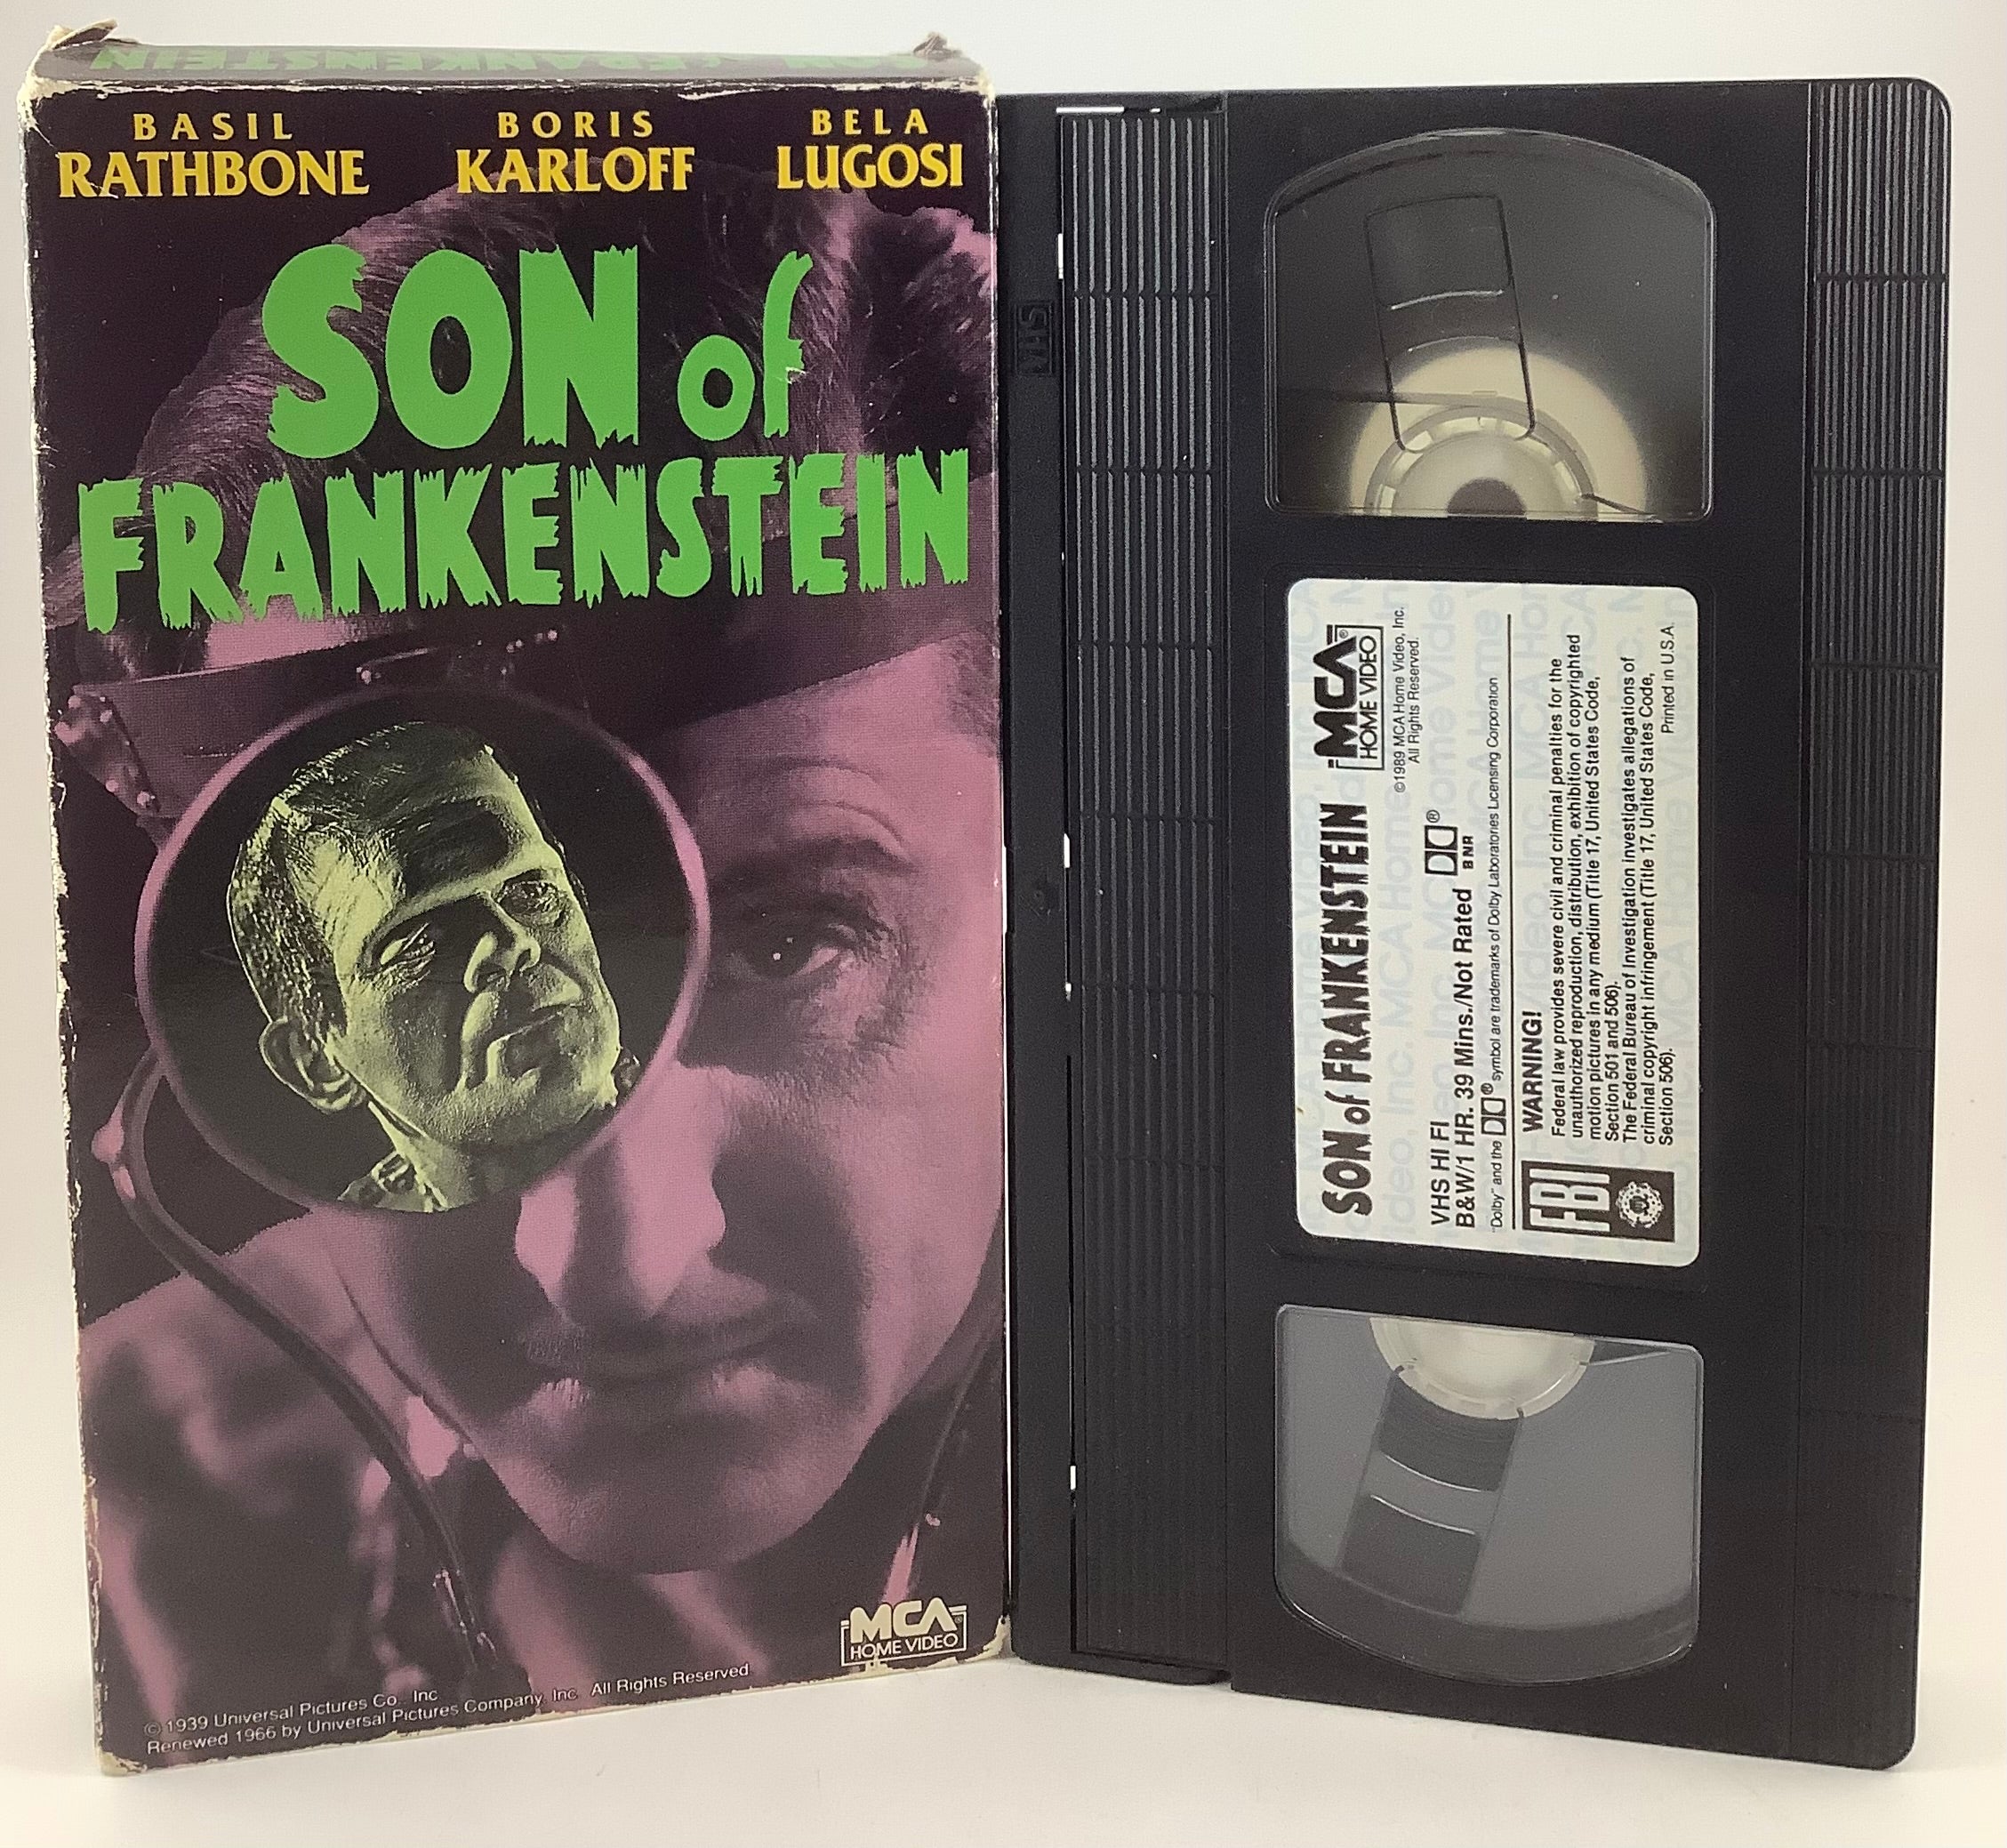 SON of FRANKENSTEIN
BASIL RATHBONE
BORIS KARLOFF
BELA LUGOSI
SON of
FRANKENSTEIN
MCA
HOME VIDEO
© 1939 Universal Pictures Co., Inc
Renewed 1966 by Universal Pictures Company, Inc. All Rights Reserved
VHS
SON of FRANKENSTEIN
MCA®
HOME VIDEO
©1989 MCA Home Video, Inc.
All Rights Reserved.
VHS HI FI
B&W/1 HR. 39 Mins./Not Rated
®
BNR
"Dolby" and the ® symbol are trademarks of Dolby Laboratories Licensing Corporation
FBI
WARNING!
Federal law provides severe civil and criminal penalties for the
unauthorized reproduction, distribution, exhibition of copyrighted
motion pictures in any medium (Title 17, United States Code,
Section 501 and 506).
The Federal Bureau of Investigation investigates allegations of
criminal copyright infringement (Title 17, United States Code,
Section 506).
Printed in U.S.A.